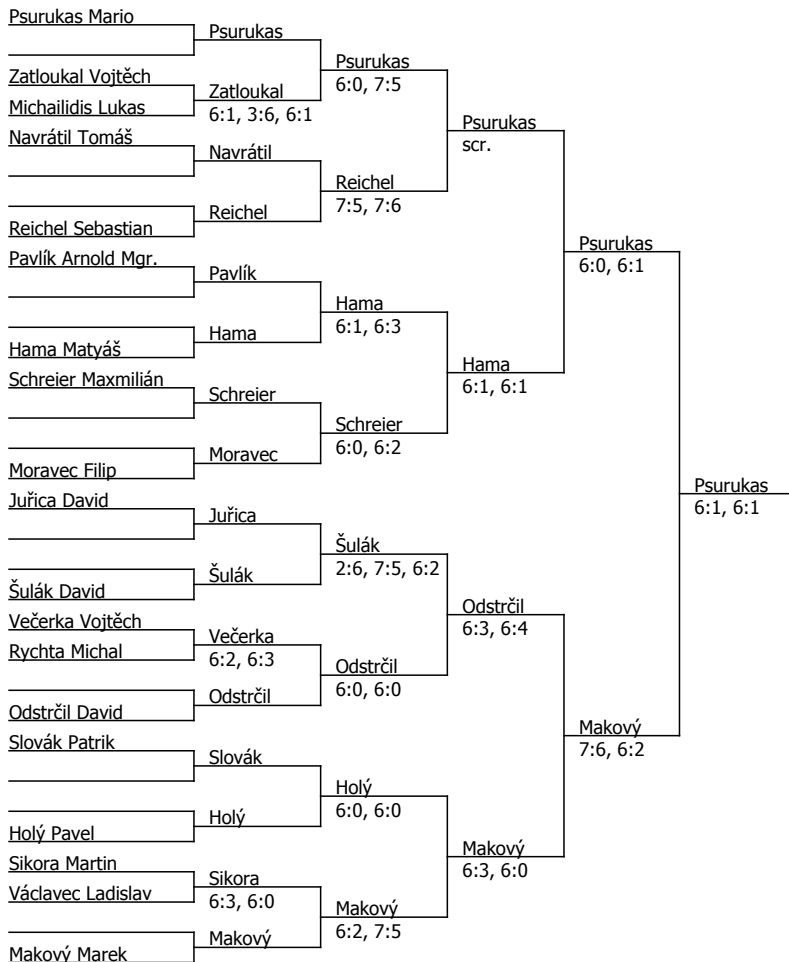 Psurukas Mario
Psurukas
Psurukas
6:0, 7:5
Zatloukal Vojtěch
Zatloukal
Michailidis Lukas
6:1, 3:6, 6:1
Psurukas
scr.
Navrátil Tomáš
Navrátil
Reichel
7:5, 7:6
Reichel
Reichel Sebastian
Psurukas
6:0, 6:1
Pavlík Arnold Mgr.
Pavlík
Hama
6:1, 6:3
Hama
Hama Matyáš
Hama
6:1, 6:1
Schreier Maxmilián
Schreier
Schreier
6:0, 6:2
Moravec
Moravec Filip
Psurukas
6:1, 6:1
Juřica David
Juřica
Šulák
2:6, 7:5, 6:2
Šulák
Šulák David
Odstrčil
6:3, 6:4
Večerka Vojtěch
Večerka
Rychta Michal
6:2, 6:3
Odstrčil
6:0, 6:0
Odstrčil
Odstrčil David
Makový
7:6, 6:2
Slovák Patrik
Slovák
Holý
6:0, 6:0
Holý
Holý Pavel
Makový
6:3, 6:0
Sikora Martin
Sikora
Václavec Ladislav
6:3, 6:0
Makový
6:2, 7:5
Makový
Makový Marek